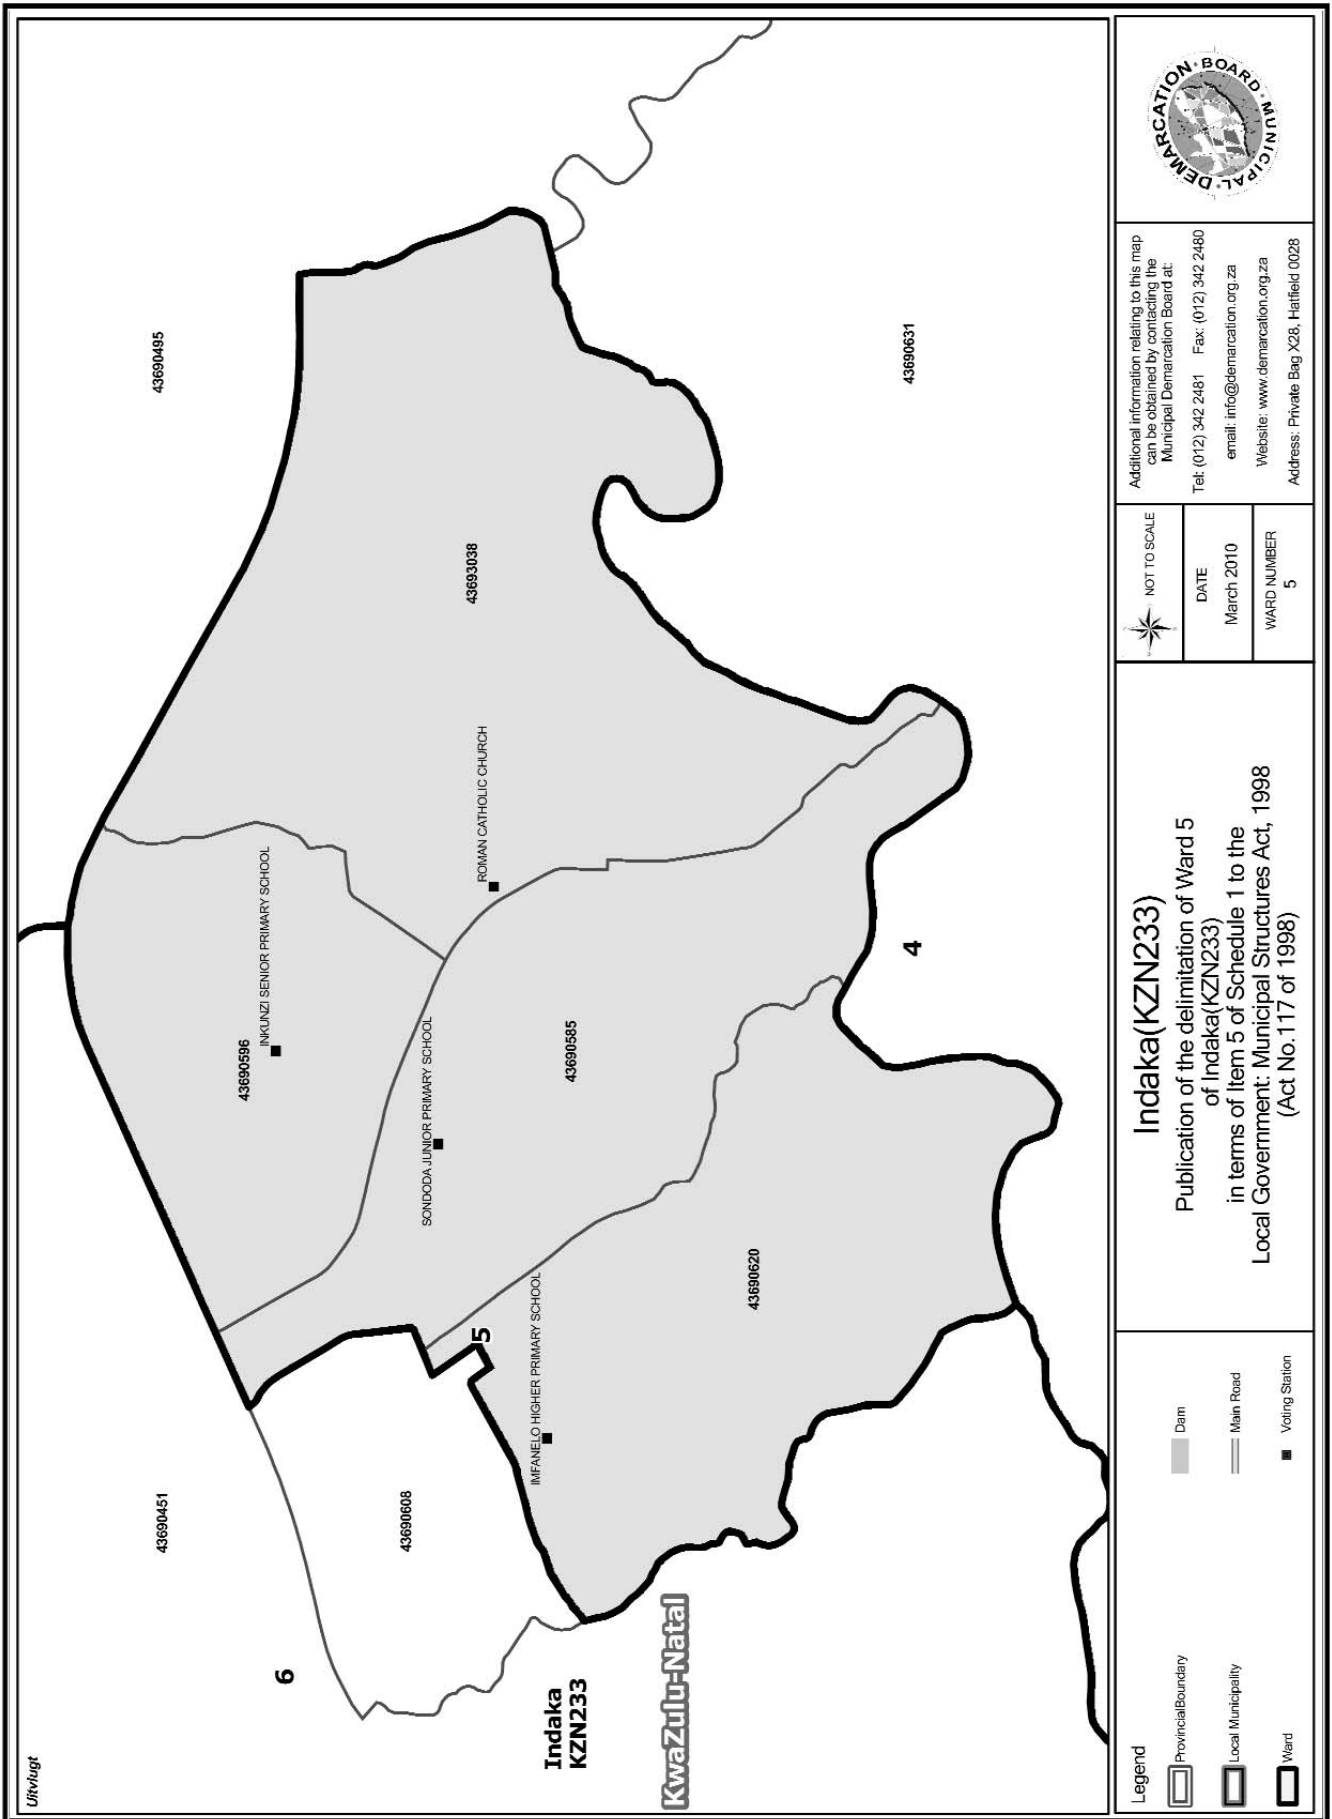 Uitvlugt
43690451
43690495
6
43690596
INKUNZI SENIOR PRIMARY SCHOOL
43690608
SONDODA JUNIOR PRIMARY SCHOOL
ROMAN CATHOLIC CHURCH
43693038
5
IMFANELO HIGHER PRIMARY SCHOOL
43690585
Indaka
KZN233
KwaZulu-Natal
43690620
4
43690631
Legend
ProvincialBoundary
Local Municipality
Ward
Dam
Main Road
Voting Station
Indaka(KZN233)
Publication of the delimitation of Ward 5
of Indaka(KZN233)
in terms of Item 5 of Schedule 1 to the
Local Government: Municipal Structures Act, 1998
(Act No.117 of 1998)
NOT TO SCALE
DATE
March 2010
WARD NUMBER
5
Additional information relating to this map
can be obtained by contacting the
Municipal Demarcation Board at:
Tel: (012) 342 2481 Fax: (012) 342 2480
email: info@demarcation.org.za
Website: www.demarcation.org.za
Address: Private Bag X28, Hatfield 0028
MUNICIPAL • DEMARCATION • BOARD •